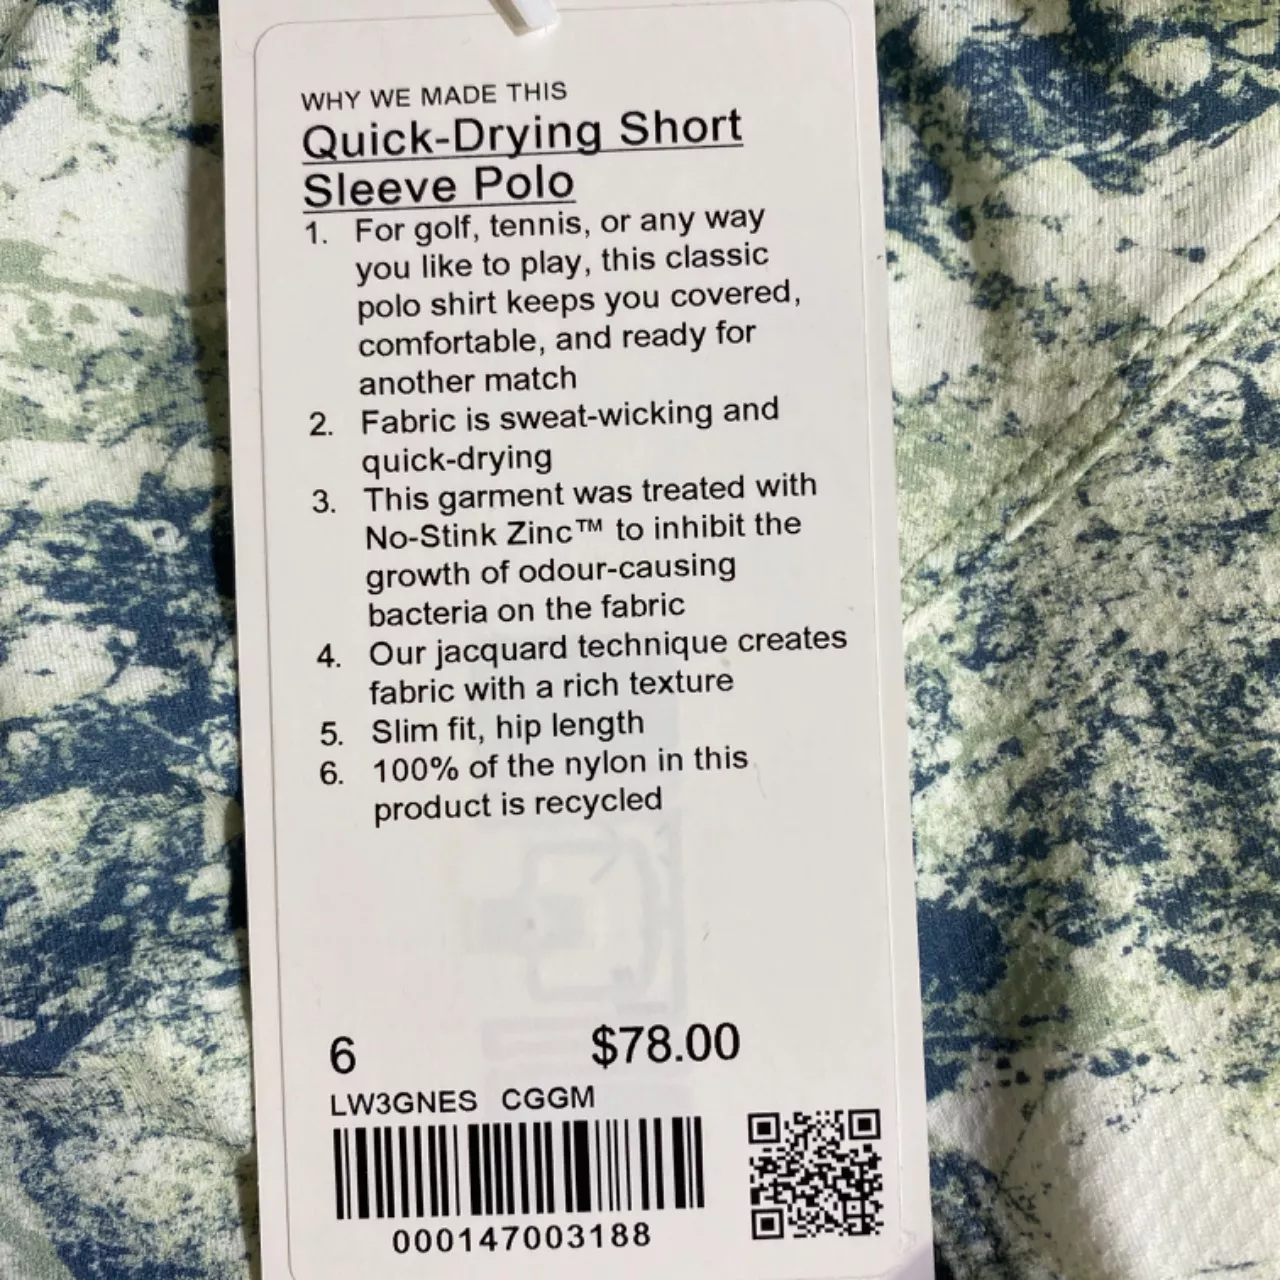 WHY WE MADE THIS
Quick-Drying Short
Sleeve Polo
1. For golf, tennis, or any way
you like to play, this classic
polo shirt keeps you covered,
comfortable, and ready for
another match
2. Fabric is sweat-wicking and
quick-drying
3. This garment was treated with
No-Stink Zinc™ to inhibit the
growth of odour-causing
bacteria on the fabric
4. Our jacquard technique creates
fabric with a rich texture
5. Slim fit, hip length
6. 100% of the nylon in this
product is recycled
6 $78.00
LW3GNES CGGM
000147003188